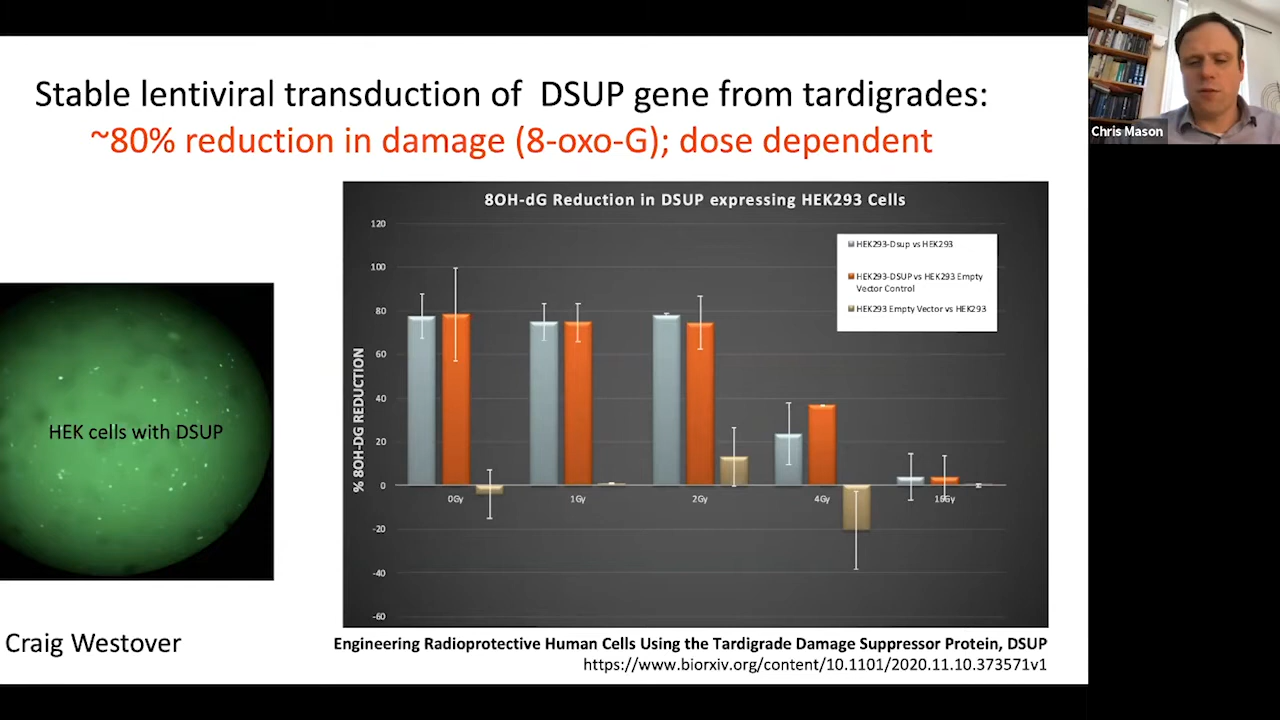 Stable lentiviral transduction of DSUP gene from tardigrades:
~80% reduction in damage (8-oxo-G); dose dependent
Chris Mason
8OH-dG Reduction in DSUP expressing HEK293 Cells
120
100
80
60
40
20
0
-20
-40
-60
% 8OH-DG REDUCTION
HEK293-Dsup vs HEK293
HEK293-DSUP vs HEK293 Empty
Vector Control
HEK293 Empty Vector vs HEK293
0Gy
1Gy
2Gy
4Gy
16Gy
HEK cells with DSUP
Craig Westover
Engineering Radioprotective Human Cells Using the Tardigrade Damage Suppressor Protein, DSUP
https://www.biorxiv.org/content/10.1101/2020.11.10.373571v1